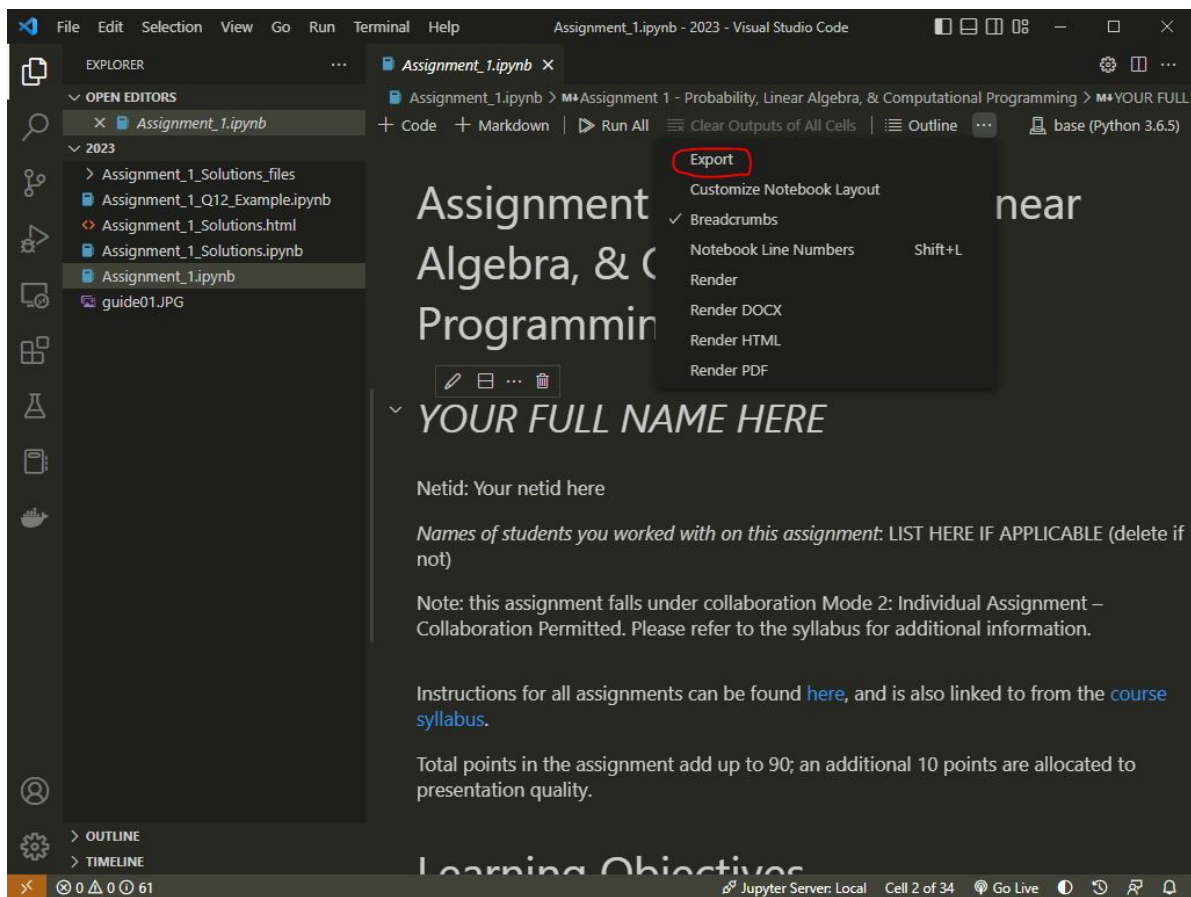 File Edit Selection View Go Run Terminal Help Assignment_1.ipynb - 2023 - Visual Studio Code
EXPLORER
OPEN EDITORS
Assignment_1.ipynb
2023
Assignment_1_Solutions_files
Assignment_1_Q12_Example.ipynb
Assignment_1_Solutions.html
Assignment_1_Solutions.ipynb
Assignment_1.ipynb
guide01.JPG
OUTLINE
TIMELINE
Assignment_1.ipynb
Assignment_1.ipynb > M↓Assignment 1 - Probability, Linear Algebra, & Computational Programming > M↓YOUR FULL
+ Code + Markdown | Run All Clear Outputs of All Cells | Outline ... base (Python 3.6.5)
Export
Customize Notebook Layout
✓ Breadcrumbs
Notebook Line Numbers Shift+L
Render
Render DOCX
Render HTML
Render PDF
Assignment near
Algebra, &
Programmin
YOUR FULL NAME HERE
Netid: Your netid here
Names of students you worked with on this assignment: LIST HERE IF APPLICABLE (delete if
not)
Note: this assignment falls under collaboration Mode 2: Individual Assignment –
Collaboration Permitted. Please refer to the syllabus for additional information.
Instructions for all assignments can be found here, and is also linked to from the course
syllabus.
Total points in the assignment add up to 90; an additional 10 points are allocated to
presentation quality.
Learning Objectives
0 0 61 Jupyter Server: Local Cell 2 of 34 Go Live